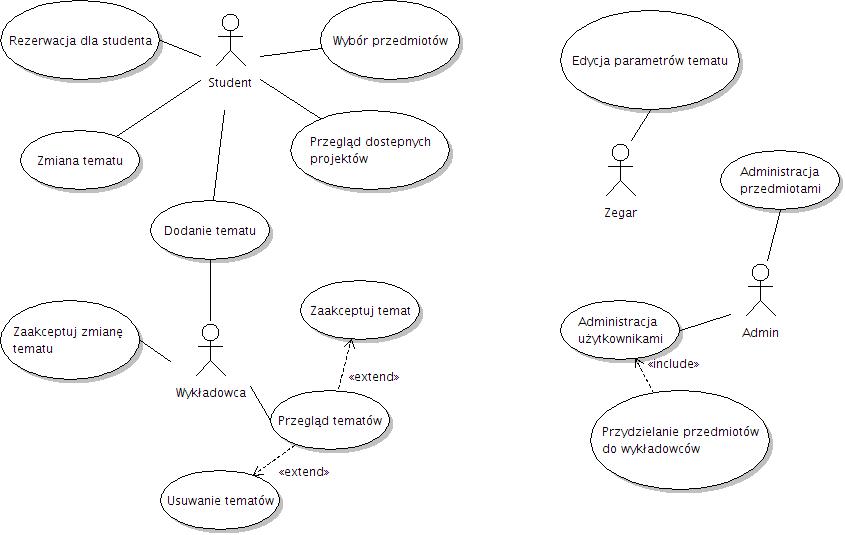 Rezerwacja dla studenta
Student
Wybór przedmiotów
Edycja parametrów tematu
Zmiana tematu
Przegląd dostepnych
projektów
Zegar
Administracja
przedmiotami
Dodanie tematu
Zaakceptuj zmianę
tematu
Wykładowca
Zaakceptuj temat
Administracja
użytkownikami
Admin
«extend»
«include»
Przegląd tematów
Przydzielanie przedmiotów
do wykładowców
«extend»
Usuwanie tematów